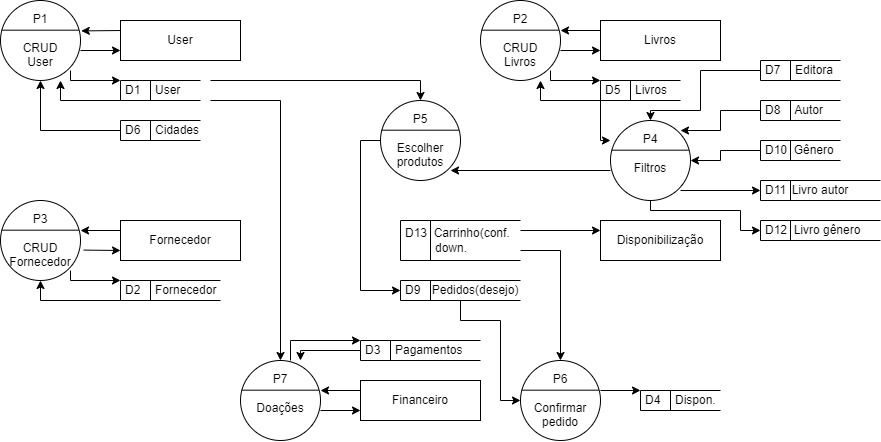 P1
CRUD
User
User
D1 User
D6 Cidades
P2
CRUD
Livros
Livros
D5 Livros
D7 Editora
D8 Autor
D10 Gênero
D11 Livro autor
D12 Livro gênero
P4
Filtros
P5
Escolher
produtos
P3
CRUD
Fornecedor
Fornecedor
D2 Fornecedor
D13 Carrinho(conf.
down.
Disponibilização
D9 Pedidos(desejo)
D3 Pagamentos
P7
Doações
Financeiro
P6
Confirmar
pedido
D4 Dispon.